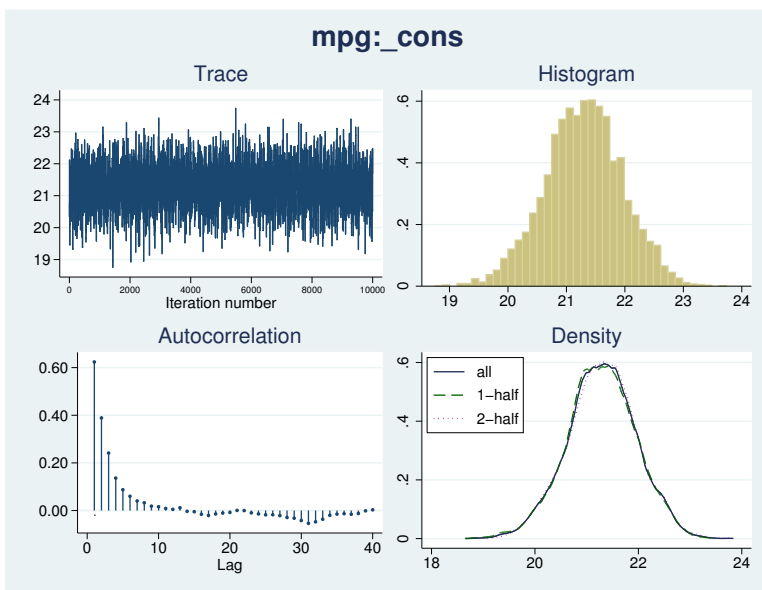 mpg:_cons
Trace
24
23
22
21
20
19
0 2000 4000 6000 8000 10000
Iteration number
Histogram
.6
.4
.2
0
19 20 21 22 23 24
Autocorrelation
0.60
0.40
0.20
0.00
0 10 20 30 40
Lag
Density
all
1−half
2−half
.6
.4
.2
0
18 20 22 24